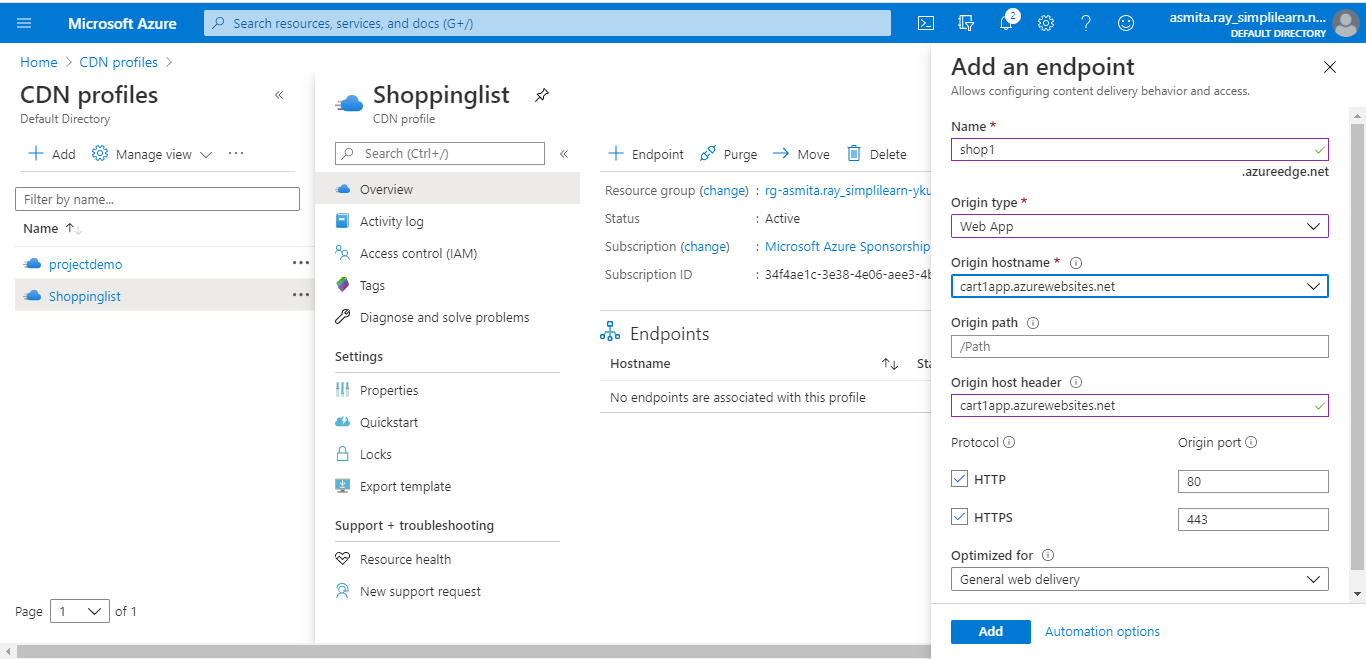 Microsoft Azure
Search resources, services, and docs (G+/)
2
asmita.ray_simplilearn.n...
DEFAULT DIRECTORY
Home > CDN profiles >
CDN profiles
Default Directory
Add
Manage view
Filter by name...
Name
projectdemo
Shoppinglist
Page 1 of 1
Shoppinglist
CDN profile
Search (Ctrl+/)
Overview
Activity log
Access control (IAM)
Tags
Diagnose and solve problems
Settings
Properties
Quickstart
Locks
Export template
Support + troubleshooting
Resource health
New support request
Endpoint Purge Move Delete
Resource group (change) : rg-asmita.ray_simplilearn-yku
Status : Active
Subscription (change) : Microsoft Azure Sponsorship
Subscription ID : 34f4ae1c-3e38-4e06-aee3-4b
Endpoints
Hostname Sta
No endpoints are associated with this profile
Add an endpoint
Allows configuring content delivery behavior and access.
Name *
shop1
.azureedge.net
Origin type *
Web App
Origin hostname *
cart1app.azurewebsites.net
Origin path
/Path
Origin host header
cart1app.azurewebsites.net
Protocol Origin port
HTTP 80
HTTPS 443
Optimized for
General web delivery
Add Automation options